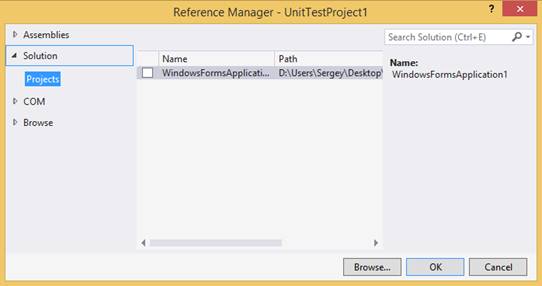 Reference Manager - UnitTestProject1
?
Assemblies
Solution
Projects
COM
Browse
Name Path
WindowsFormsApplicati... D:\Users\Sergey\Desktop\
Search Solution (Ctrl+E)
Name:
WindowsFormsApplication1
Browse... OK Cancel